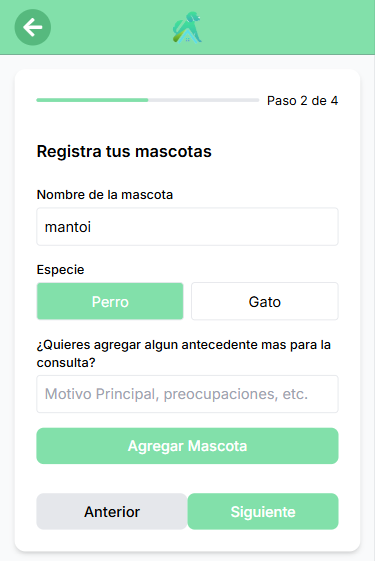 Paso 2 de 4
Registra tus mascotas
Nombre de la mascota
mantoi
Especie
Perro
Gato
¿Quieres agregar algun antecedente mas para la
consulta?
Motivo Principal, preocupaciones, etc.
Agregar Mascota
Anterior
Siguiente